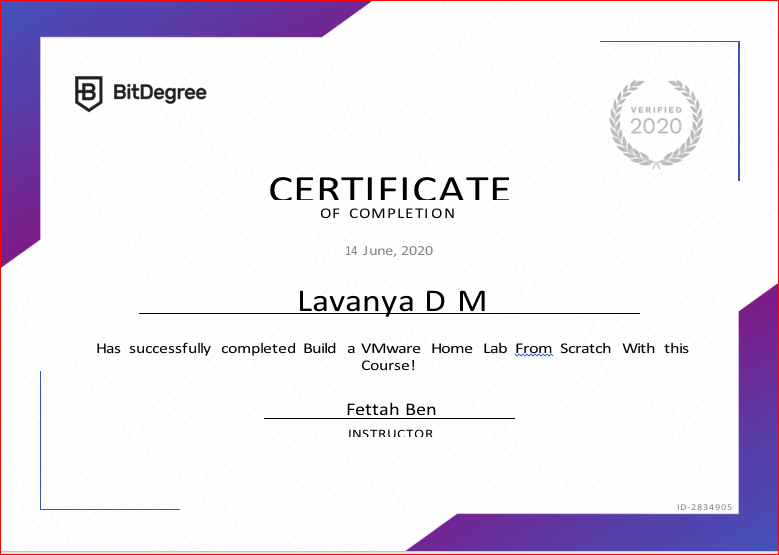 B BitDegree
VERIFIED
2020
CERTIFICATE
OF COMPLETION
14 June, 2020
Lavanya D M
Has successfully completed Build a VMware Home Lab From Scratch With this
Course!
Fettah Ben
INSTRUCTOR
ID-2834905